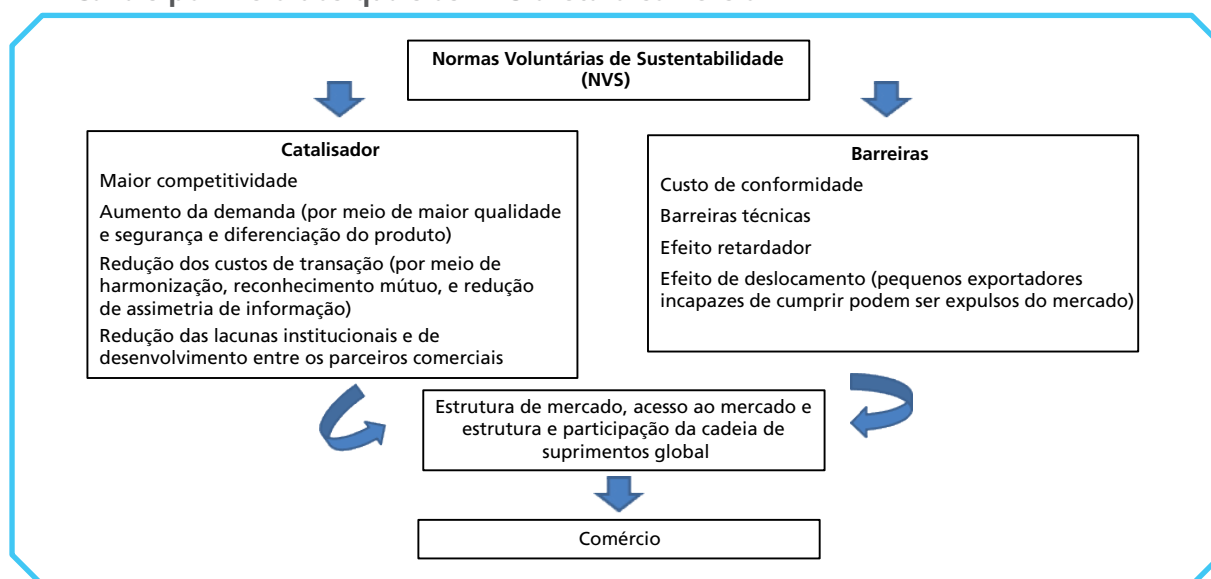 Normas Voluntárias de Sustentabilidade
(NVS)
Catalisador
Maior competitividade
Aumento da demanda (por meio de maior qualidade
e segurança e diferenciação do produto)
Redução dos custos de transação (por meio de
harmonização, reconhecimento mútuo, e redução
de assimetria de informação)
Redução das lacunas institucionais e de
desenvolvimento entre os parceiros comerciais
Barreiras
Custo de conformidade
Barreiras técnicas
Efeito retardador
Efeito de deslocamento (pequenos exportadores
incapazes de cumprir podem ser expulsos do mercado)
Estrutura de mercado, acesso ao mercado e
estrutura e participação da cadeia de
suprimentos global
Comércio